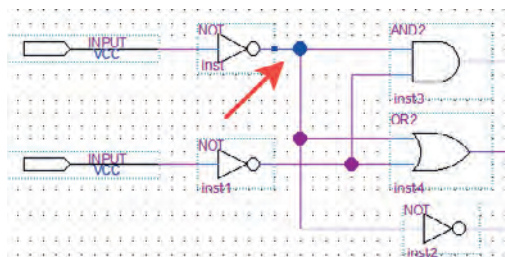 NOT
AND2
INPUT
VCC
inst
inst3
OR2
NOT
INPUT
VCC
inst1
inst4
NOT
inst2